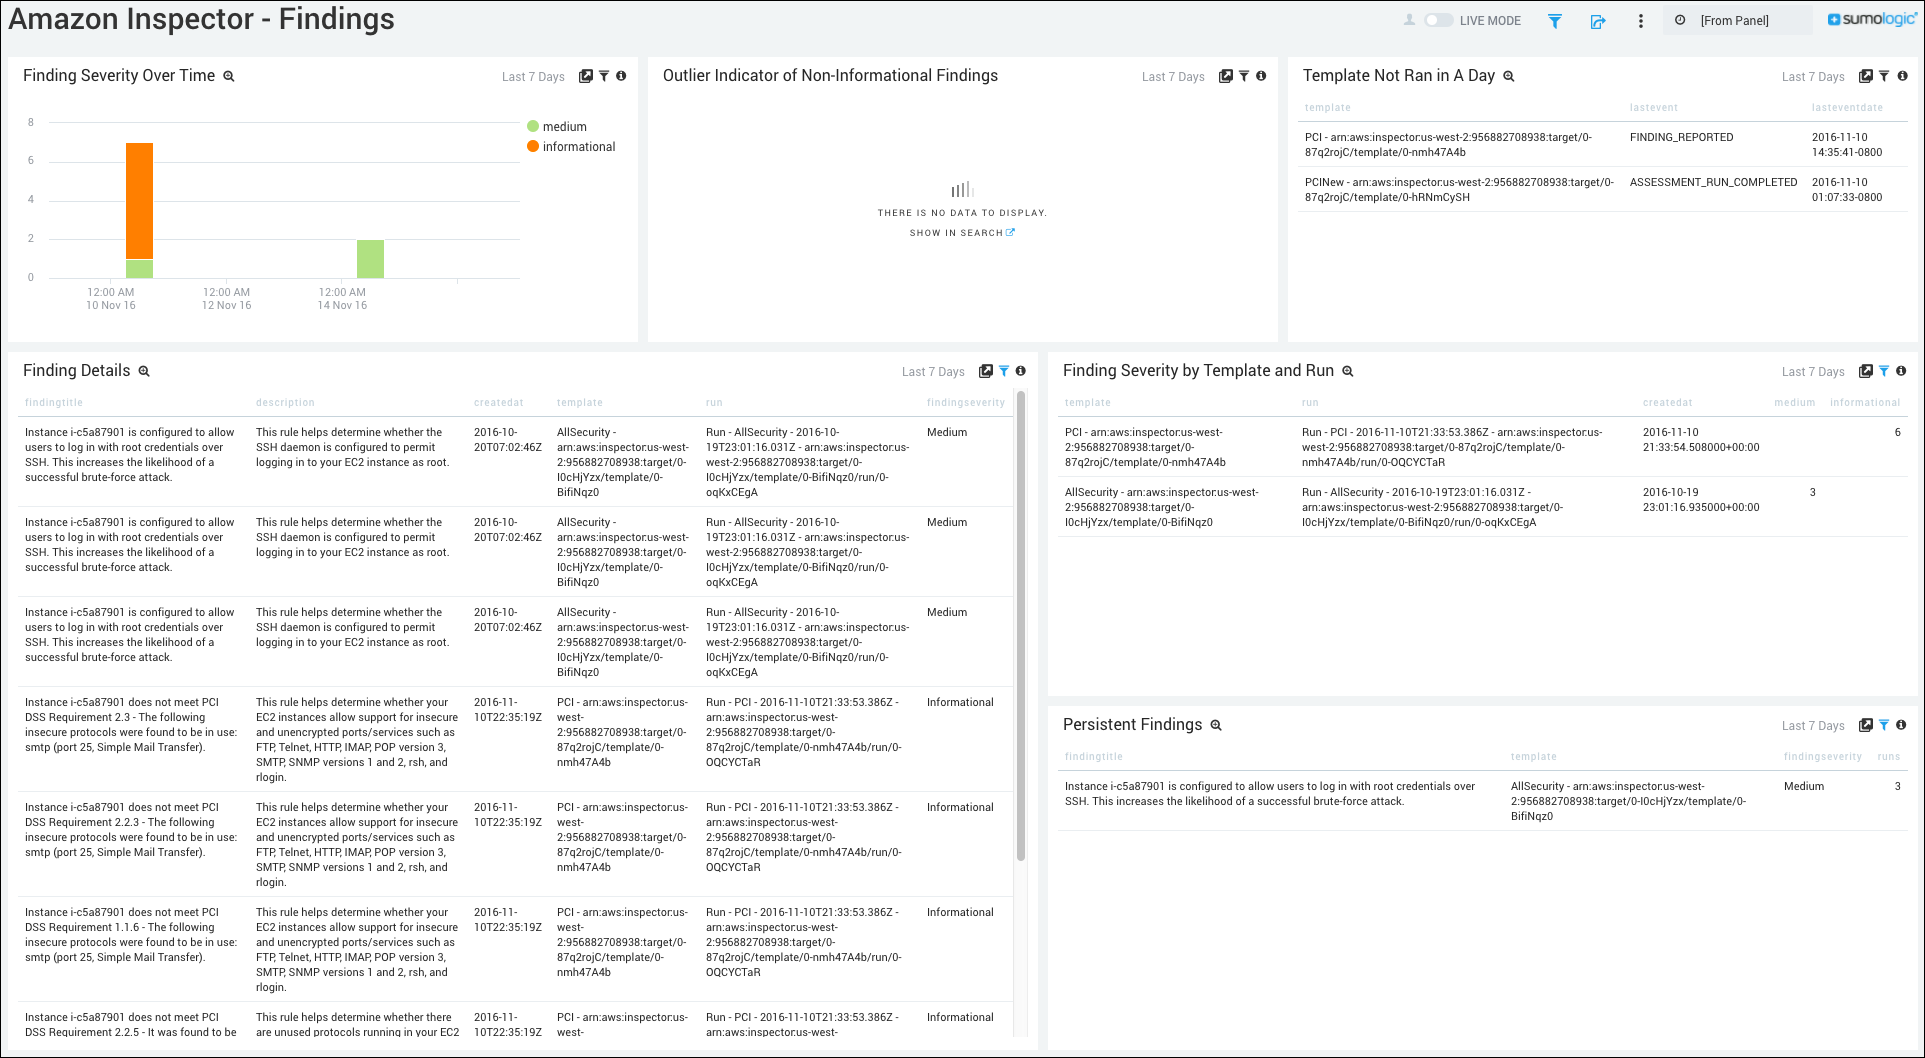 Amazon Inspector - Findings
LIVE MODE
[From Panel]
sumologic
Finding Severity Over Time
Last 7 Days
8
6
4
2
0
12:00 AM
10 Nov 16
12:00 AM
12 Nov 16
12:00 AM
14 Nov 16
medium
informational
Outlier Indicator of Non-Informational Findings
Last 7 Days
THERE IS NO DATA TO DISPLAY.
SHOW IN SEARCH
Template Not Ran in A Day
Last 7 Days
template lastevent lasteventdate
PCI - arn:aws:inspector:us-west-2:956882708938:target/0- FINDING_REPORTED 2016-11-10
87q2rojC/template/0-nmh47A4b 14:35:41-0800
PCINew - arn:aws:inspector:us-west-2:956882708938:target/0- ASSESSMENT_RUN_COMPLETED 2016-11-10
87q2rojC/template/0-hRNmCySH 01:07:33-0800
Finding Details
Last 7 Days
findingtitle description createdat template run findingseverity
Instance i-c5a87901 is configured to allow This rule helps determine whether the 2016-10- AllSecurity - Run - AllSecurity - 2016-10- Medium
users to log in with root credentials over SSH daemon is configured to permit 20T07:02:46Z arn:aws:inspector:us-west- 19T23:01:16.031Z - arn:aws:inspector:us-
SSH. This increases the likelihood of a logging in to your EC2 instance as root. 2:956882708938:target/0- west-2:956882708938:target/0-
successful brute-force attack. I0cHjYzx/template/0- I0cHjYzx/template/0-BifiNqz0/run/0-
BifiNqz0 oqKxCEgA
Instance i-c5a87901 is configured to allow This rule helps determine whether the 2016-10- AllSecurity - Run - AllSecurity - 2016-10- Medium
users to log in with root credentials over SSH daemon is configured to permit 20T07:02:46Z arn:aws:inspector:us-west- 19T23:01:16.031Z - arn:aws:inspector:us-
SSH. This increases the likelihood of a logging in to your EC2 instance as root. 2:956882708938:target/0- west-2:956882708938:target/0-
successful brute-force attack. I0cHjYzx/template/0- I0cHjYzx/template/0-BifiNqz0/run/0-
BifiNqz0 oqKxCEgA
Instance i-c5a87901 is configured to allow This rule helps determine whether the 2016-10- AllSecurity - Run - AllSecurity - 2016-10- Medium
users to log in with root credentials over SSH daemon is configured to permit 20T07:02:46Z arn:aws:inspector:us-west- 19T23:01:16.031Z - arn:aws:inspector:us-
SSH. This increases the likelihood of a logging in to your EC2 instance as root. 2:956882708938:target/0- west-2:956882708938:target/0-
successful brute-force attack. I0cHjYzx/template/0- I0cHjYzx/template/0-BifiNqz0/run/0-
BifiNqz0 oqKxCEgA
Instance i-c5a87901 does not meet PCI This rule helps determine whether your 2016-11- PCI - arn:aws:inspector:us- Run - PCI - 2016-11-10T21:33:53.386Z - Informational
DSS Requirement 2.3 - The following EC2 instances allow support for insecure 10T22:35:19Z west- arn:aws:inspector:us-west-
insecure protocols were found to be in use: and unencrypted ports/services such as 2:956882708938:target/0- 2:956882708938:target/0-
smtp (port 25, Simple Mail Transfer). FTP, Telnet, HTTP, IMAP, POP version 3, 87q2rojC/template/0- 87q2rojC/template/0-nmh47A4b/run/0-
SMTP, SNMP versions 1 and 2, rsh, and nmh47A4b OQCYCTaR
rlogin.
Instance i-c5a87901 does not meet PCI This rule helps determine whether your 2016-11- PCI - arn:aws:inspector:us- Run - PCI - 2016-11-10T21:33:53.386Z - Informational
DSS Requirement 2.2.3 - The following EC2 instances allow support for insecure 10T22:35:19Z west- arn:aws:inspector:us-west-
insecure protocols were found to be in use: and unencrypted ports/services such as 2:956882708938:target/0- 2:956882708938:target/0-
smtp (port 25, Simple Mail Transfer). FTP, Telnet, HTTP, IMAP, POP version 3, 87q2rojC/template/0- 87q2rojC/template/0-nmh47A4b/run/0-
SMTP, SNMP versions 1 and 2, rsh, and nmh47A4b OQCYCTaR
rlogin.
Instance i-c5a87901 does not meet PCI This rule helps determine whether your 2016-11- PCI - arn:aws:inspector:us- Run - PCI - 2016-11-10T21:33:53.386Z - Informational
DSS Requirement 1.1.6 - The following EC2 instances allow support for insecure 10T22:35:19Z west- arn:aws:inspector:us-west-
insecure protocols were found to be in use: and unencrypted ports/services such as 2:956882708938:target/0- 2:956882708938:target/0-
smtp (port 25, Simple Mail Transfer). FTP, Telnet, HTTP, IMAP, POP version 3, 87q2rojC/template/0- 87q2rojC/template/0-nmh47A4b/run/0-
SMTP, SNMP versions 1 and 2, rsh, and nmh47A4b OQCYCTaR
rlogin.
Instance i-c5a87901 does not meet PCI This rule helps determine whether there 2016-11- PCI - arn:aws:inspector:us- Run - PCI - 2016-11-10T21:33:53.386Z - Informational
DSS Requirement 2.2.5 - It was found to be are unused protocols running in your EC2 10T22:35:19Z west- arn:aws:inspector:us-west-
Finding Severity by Template and Run
Last 7 Days
template run createdat medium informational
PCI - arn:aws:inspector:us-west- Run - PCI - 2016-11-10T21:33:53.386Z - arn:aws:inspector:us- 2016-11-10 6
2:956882708938:target/0- west-2:956882708938:target/0-87q2rojC/template/0- 21:33:54.508000+00:00
87q2rojC/template/0-nmh47A4b nmh47A4b/run/0-OQCYCTaR
AllSecurity - arn:aws:inspector:us-west- Run - AllSecurity - 2016-10-19T23:01:16.031Z - 2016-10-19 3
2:956882708938:target/0- arn:aws:inspector:us-west-2:956882708938:target/0- 23:01:16.935000+00:00
I0cHjYzx/template/0-BifiNqz0 I0cHjYzx/template/0-BifiNqz0/run/0-oqKxCEgA
Persistent Findings
Last 7 Days
findingtitle template findingseverity runs
Instance i-c5a87901 is configured to allow users to log in with root credentials over AllSecurity - arn:aws:inspector:us-west- Medium 3
SSH. This increases the likelihood of a successful brute-force attack. 2:956882708938:target/0-I0cHjYzx/template/0-
BifiNqz0